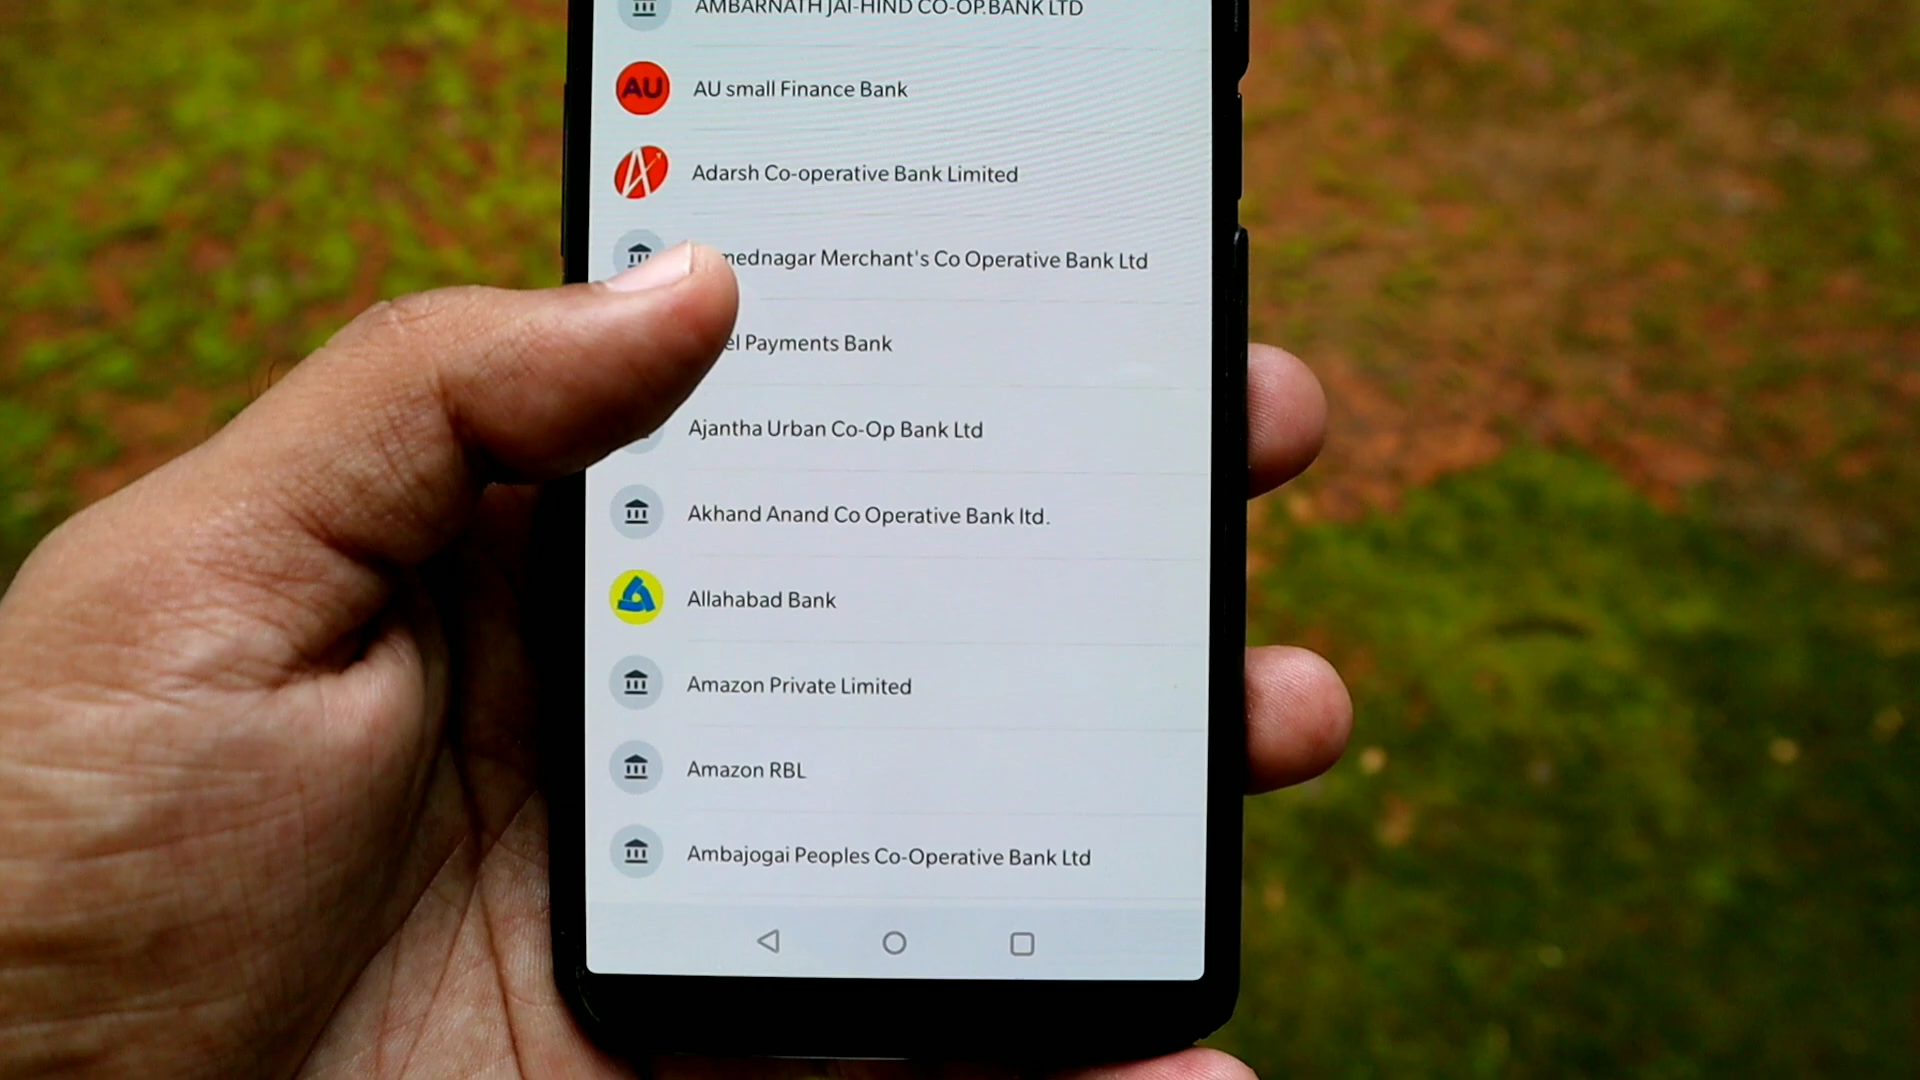 AMBARNATH JAI-HIND CO-OP.BANK LTD
AU
AU small Finance Bank
Adarsh Co-operative Bank Limited
Merchant's Co Operative Bank Ltd
Payments Bank
Ajantha Urban Co-Op Bank Ltd
Akhand Anand Co Operative Bank ltd.
Allahabad Bank
Amazon Private Limited
Amazon RBL
Ambajogai Peoples Co-Operative Bank Ltd